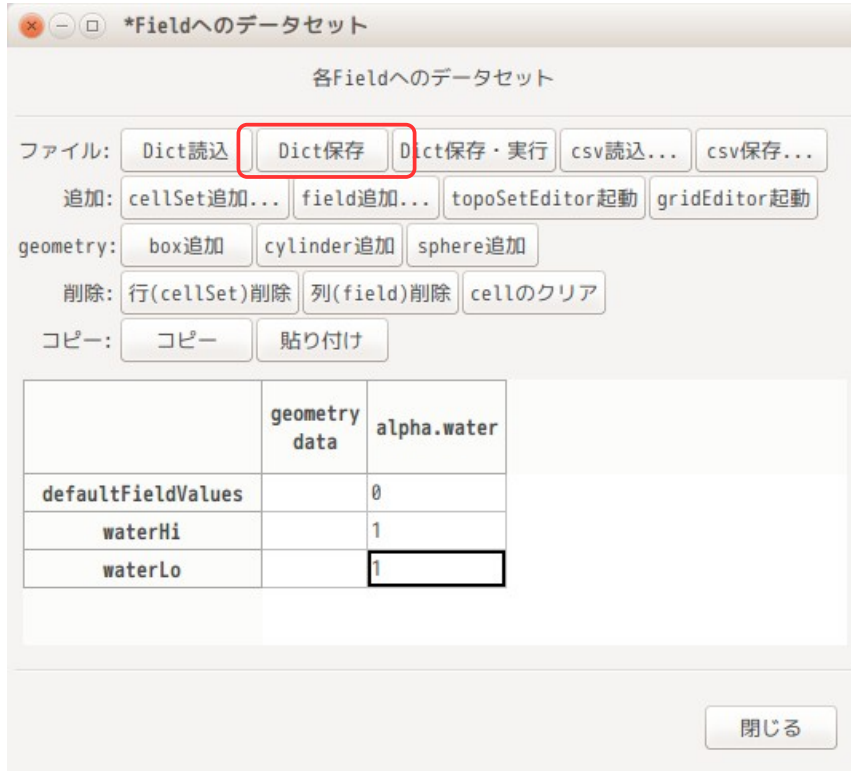 *Fieldへのデータセット
各Fieldへのデータセット
ファイル: Dict読込 Dict保存 Dict保存・実行 csv読込... csv保存...
追加: cellSet追加... field追加... topoSetEditor起動 gridEditor起動
geometry: box追加 cylinder追加 sphere追加
削除: 行(cellSet)削除 列(field)削除 cellのクリア
コピー: コピー 貼り付け
geometry
data alpha.water
defaultFieldValues 0
waterHi 1
waterLo 1
閉じる